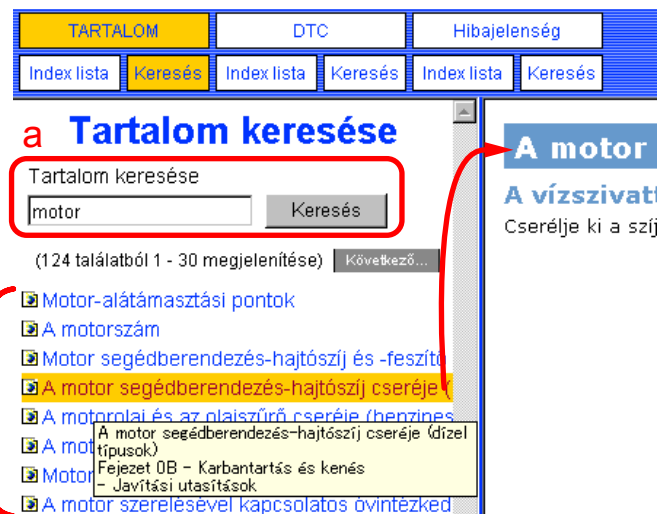 TARTALOM DTC Hibajelenség
Index lista Keresés Index lista Keresés Index lista Keresés
a Tartalom keresése
Tartalom keresése
motor Keresés
(124 találatból 1 - 30 megjelenítése) Következő...
Motor-alátámasztási pontok
A motorszám
Motor segédberendezés-hajtószíj és -feszítő
A motor segédberendezés-hajtószíj cseréje (
A motorolaj és az olajszűrő cseréje (benzines
A mot
Motor
A motor szerelésével kapcsolatos óvintézked
A motor segédberendezés-hajtószíj cseréje (dízel
típusok)
Fejezet 0B - Karbantartás és kenés
- Javítási utasítások
A motor
A vízszivatt
Cserélje ki a szíj